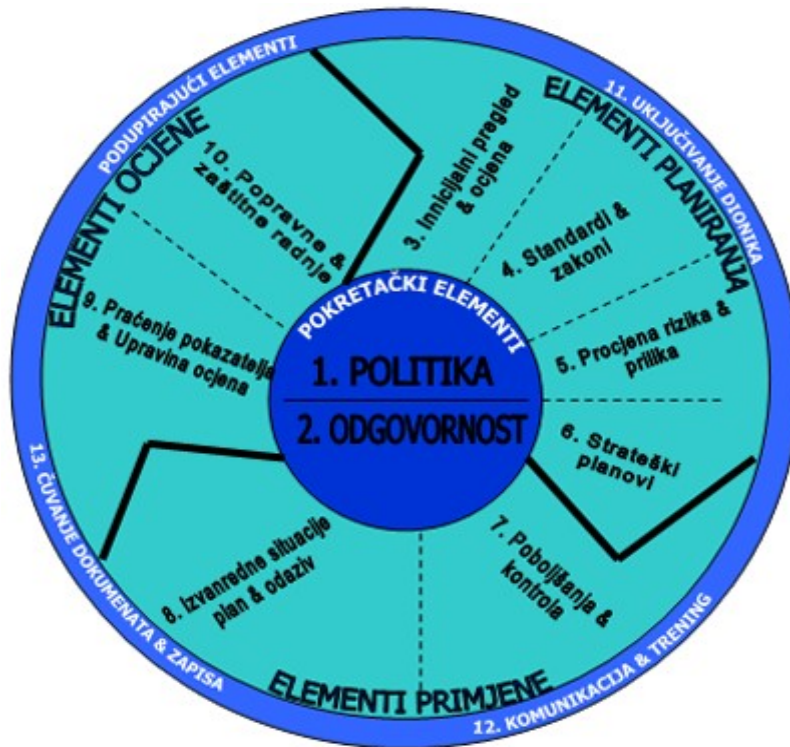 PODUPIRAJUĆI ELEMENTI
11. UKLJUČIVANJE DIONIKA
12. KOMUNIKACIJA & TRENING
13. ČUVANJE DOKUMENATA & ZAPISA
POKRETAČKI ELEMENTI
1. POLITIKA
2. ODGOVORNOST
ELEMENTI PLANIRANJA
3. Innicijalni pregled
& ocjena
4. Standardi &
zakoni
5. Procjena rizika &
prilika
6. Strateški
planovi
ELEMENTI PRIMJENE
7. Poboljšanja &
kontrola
8. Izvanredne situacije
plan & odaziv
ELEMENTI OCJENE
9. Praćenje pokazatelja
& Upravina ocjena
10. Popravne &
zaštitne radnje